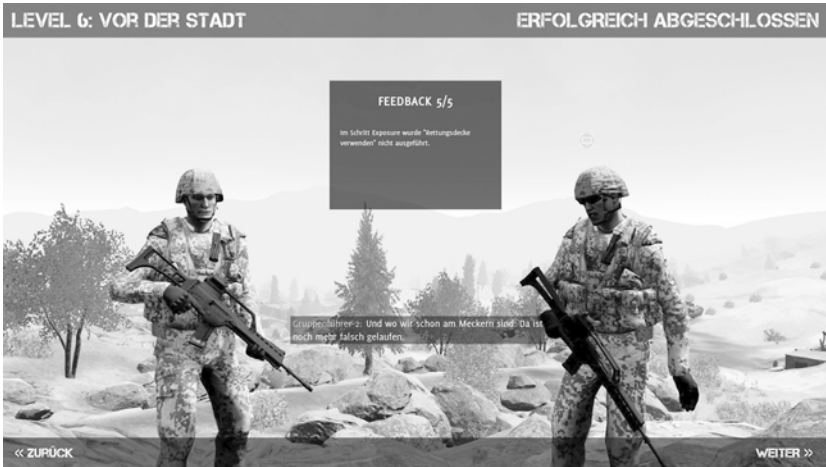 LEVEL 6: VOR DER STADT
ERFOLGREICH ABGESCHLOSSEN
FEEDBACK 5/5
Im Schritt Exposure wurde "Rettungsdecke
verwenden" nicht ausgeführt.
Gruppenführer 2: Und wo wir schon am Meckern sind: Da ist
noch mehr falsch gelaufen.
« ZURÜCK
WEITER »